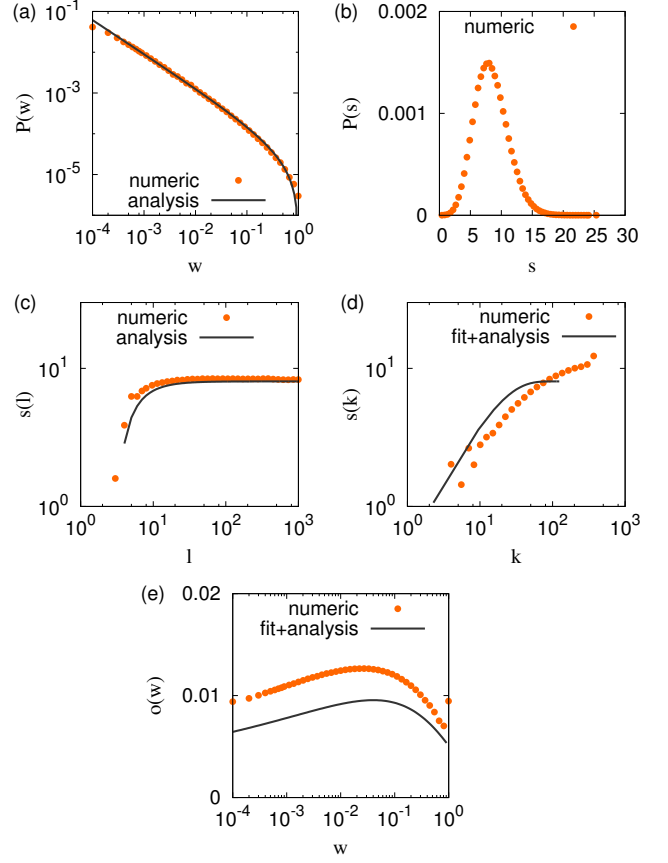 (a)
P(w)
10^-1
10^-3
10^-5
numeric
analysis
10^-4 10^-3 10^-2 10^-1 10^0
w
(b)
P(s)
0.002
0.001
0
numeric
0 5 10 15 20 25 30
s
(c)
s(l)
10^1
10^0
numeric
analysis
10^0 10^1 10^2 10^3
l
(d)
s(k)
10^1
10^0
numeric
fit+analysis
10^0 10^1 10^2 10^3
k
(e)
o(w)
0.02
0.01
0
numeric
fit+analysis
10^-4 10^-3 10^-2 10^-1 10^0
w